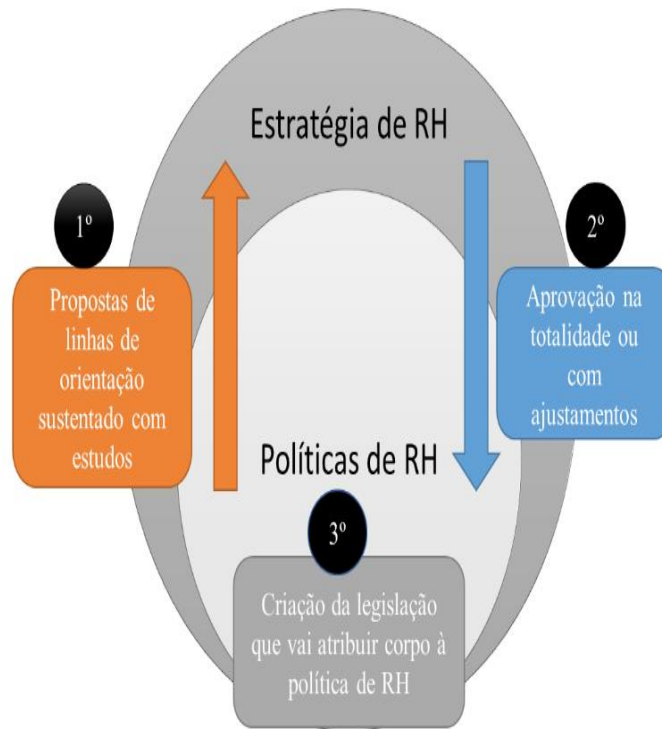 Estratégia de RH
1º
Propostas de
linhas de
orientação
sustentado com
estudos
2º
Aprovação na
totalidade ou
com
ajustamentos
Políticas de RH
3º
Criação da legislação
que vai atribuir corpo à
política de RH